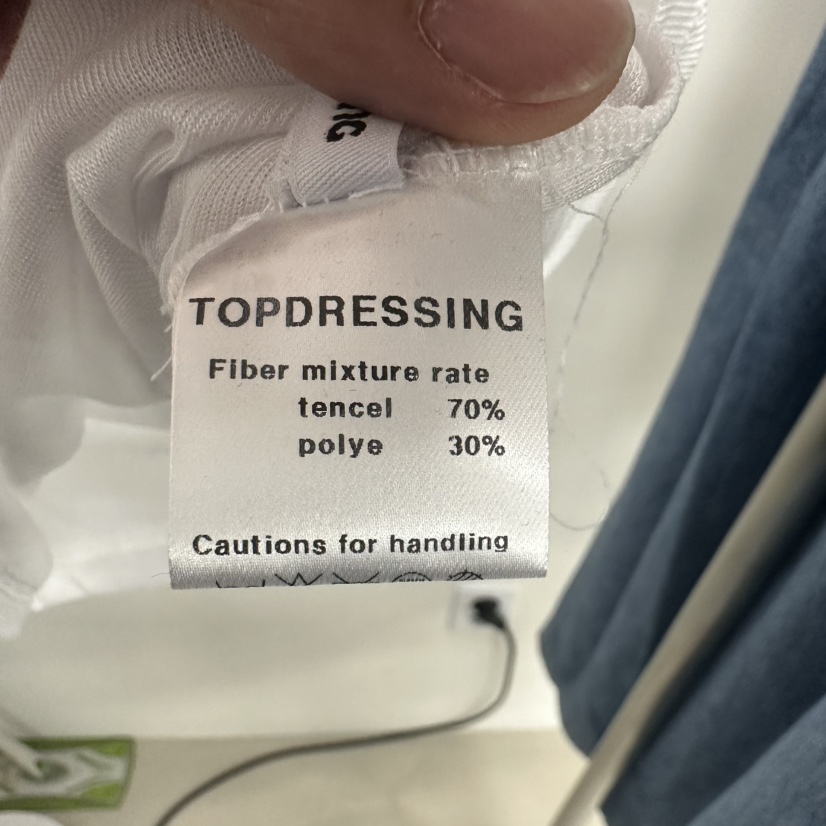 TOPDRESSING
Fiber mixture rate
tencel 70%
polye 30%
Cautions for handling